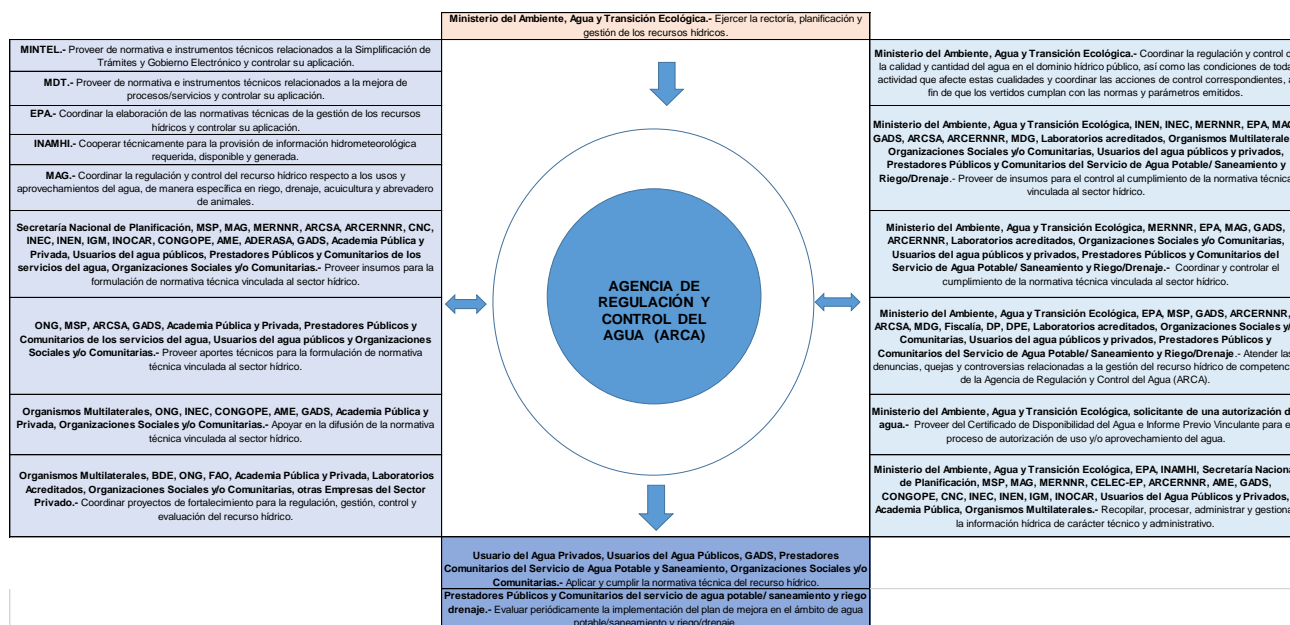 Ministerio del Ambiente, Agua y Transición Ecológica.- Ejercer la rectoría, planificación y
gestión de los recursos hídricos.
MINTEL.- Proveer de normativa e instrumentos técnicos relacionados a la Simplificación de
Trámites y Gobierno Electrónico y controlar su aplicación.
MDT.- Proveer de normativa e instrumentos técnicos relacionados a la mejora de
procesos/servicios y controlar su aplicación.
EPA.- Coordinar la elaboración de las normativas técnicas de la gestión de los recursos
hídricos y controlar su aplicación.
INAMHI.- Cooperar técnicamente para la provisión de información hidrometeorológica
requerida, disponible y generada.
MAG.- Coordinar la regulación y control del recurso hídrico respecto a los usos y
aprovechamientos del agua, de manera específica en riego, drenaje, acuicultura y abrevadero
de animales.
Secretaría Nacional de Planificación, MSP, MAG, MERNNR, ARCSA, ARCERNNR, CNC,
INEC, INEN, IGM, INOCAR, CONGOPE, AME, ADERASA, GADS, Academia Pública y
Privada, Usuarios del agua públicos, Prestadores Públicos y Comunitarios de los
servicios del agua, Organizaciones Sociales y/o Comunitarias.- Proveer insumos para la
formulación de normativa técnica vinculada al sector hídrico.
ONG, MSP, ARCSA, GADS, Academia Pública y Privada, Prestadores Públicos y
Comunitarios de los servicios del agua, Usuarios del agua públicos y Organizaciones
Sociales y/o Comunitarias.- Proveer aportes técnicos para la formulación de normativa
técnica vinculada al sector hídrico.
Organismos Multilaterales, ONG, INEC, CONGOPE, AME, GADS, Academia Pública y
Privada, Organizaciones Sociales y/o Comunitarias.- Apoyar en la difusión de la normativa
técnica vinculada al sector hídrico.
Organismos Multilaterales, BDE, ONG, FAO, Academia Pública y Privada, Laboratorios
Acreditados, Organizaciones Sociales y/o Comunitarias, otras Empresas del Sector
Privado.- Coordinar proyectos de fortalecimiento para la regulación, gestión, control y
evaluación del recurso hídrico.
AGENCIA DE
REGULACIÓN Y
CONTROL DEL
AGUA (ARCA)
Ministerio del Ambiente, Agua y Transición Ecológica.- Coordinar la regulación y control
la calidad y cantidad del agua en el dominio hídrico público, así como las condiciones de toda
actividad que afecte estas cualidades y coordinar las acciones de control correspondientes,
fin de que los vertidos cumplan con las normas y parámetros emitidos.
Ministerio del Ambiente, Agua y Transición Ecológica, INEN, INEC, MERNNR, EPA,
GADS, ARCSA, ARCERNNR, MDG, Laboratorios acreditados, Organismos
Organizaciones Sociales y/o Comunitarias, Usuarios del agua públicos y privados,
Prestadores Públicos y Comunitarios del Servicio de Agua Potable/ Saneamiento y
Riego/Drenaje.- Proveer de insumos para el control al cumplimiento de la normativa técnica
vinculada al sector hídrico.
Ministerio del Ambiente, Agua y Transición Ecológica, MERNNR, EPA, MAG, GADS,
ARCERNNR, Laboratorios acreditados, Organismos Sociales y/o Comunitarias,
Usuarios del agua públicos y privados, Prestadores Públicos y Comunitarios del
Servicio de Agua Potable/ Saneamiento y Riego/Drenaje.- Coordinar y controlar el
cumplimiento de la normativa técnica vinculada al sector hídrico.
Ministerio del Ambiente, Agua y Transición Ecológica, EPA, MSP, GADS, ARCERNNR,
ARCSA, MDG, Fiscalía, DP, DPE, Laboratorios acreditados, Organizaciones Sociales
Comunitarias, Usuarios del agua públicos y privados, Prestadores Públicos y
Comunitarios del Servicio de Agua Potable/ Saneamiento y Riego/Drenaje.- Atender
denuncias, quejas y controversias relacionadas a la gestión del recurso hídrico de
de la Agencia de Regulación y Control del Agua (ARCA).
Ministerio del Ambiente, Agua y Transición Ecológica, solicitante de una autorización
agua.- Proveer del Certificado de Disponibilidad del Agua e Informe Previo Vinculante para
proceso de autorización de uso y/o aprovechamiento del agua.
Ministerio del Ambiente, Agua y Transición Ecológica, EPA, INAMHI, Secretaría
de Planificación, MSP, MAG, MERNNR, CELEC-EP, ARCERNNR, AME, GADS,
CONGOPE, CNC, INEC, INEN, IGM, INOCAR, Usuarios del Agua Públicos y Privados,
Academia Pública, Organismos Multilaterales.- Recopilar, procesar, administrar y
la información hídrica de carácter técnico y administrativo.
Usuario del Agua Privados, Usuarios del Agua Públicos, GADS, Prestadores
Comunitarios del Servicio de Agua Potable y Saneamiento, Organizaciones Sociales y/o
Comunitarias.- Aplicar y cumplir la normativa técnica del recurso hídrico.
Prestadores Públicos y Comunitarios del servicio de agua potable/ saneamiento y riego
drenaje.- Evaluar periódicamente la implementación del plan de mejora en el ámbito de agua
potable/saneamiento y riego/drenaje